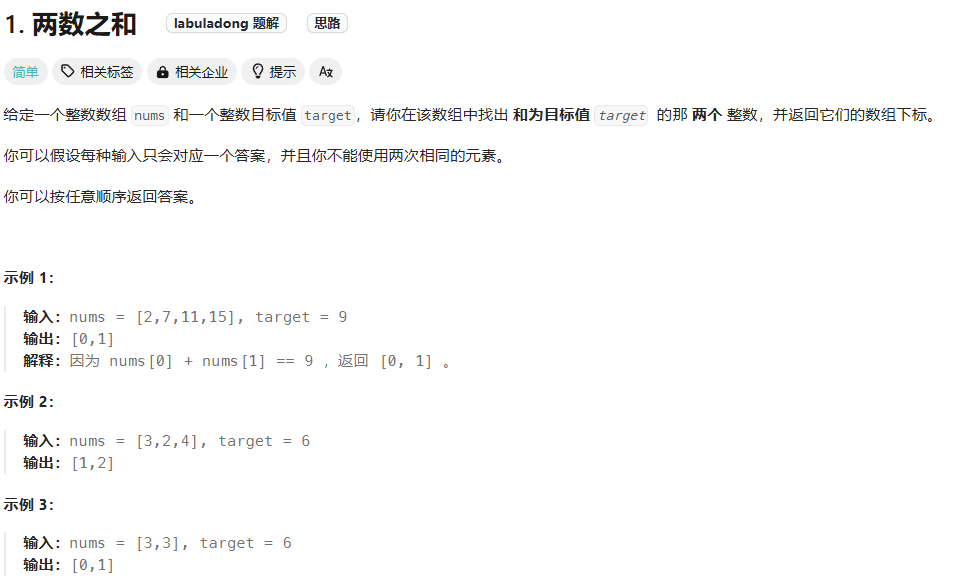 1. 两数之和 labuladong 题解 思路
简单 相关标签 相关企业 提示 Az
给定一个整数数组 nums 和一个整数目标值 target，请你在该数组中找出 和为目标值 target 的那 两个 整数，并返回它们的数组下标。
你可以假设每种输入只会对应一个答案，并且你不能使用两次相同的元素。
你可以按任意顺序返回答案。
示例 1：
输入：nums = [2,7,11,15], target = 9
输出：[0,1]
解释：因为 nums[0] + nums[1] == 9 ，返回 [0, 1] 。
示例 2：
输入：nums = [3,2,4], target = 6
输出：[1,2]
示例 3：
输入：nums = [3,3], target = 6
输出：[0,1]